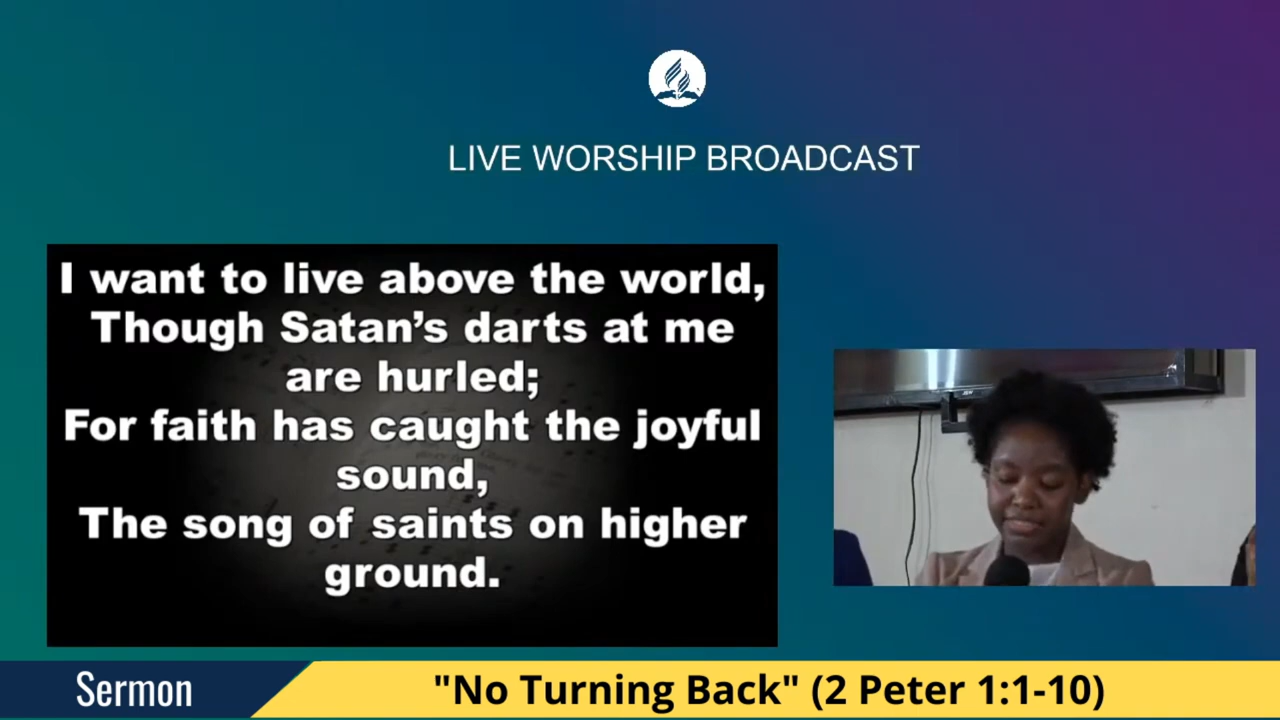 LIVE WORSHIP BROADCAST
I want to live above the world,
Though Satan’s darts at me
are hurled;
For faith has caught the joyful
sound,
The song of saints on higher
ground.
Sermon
"No Turning Back" (2 Peter 1:1-10)